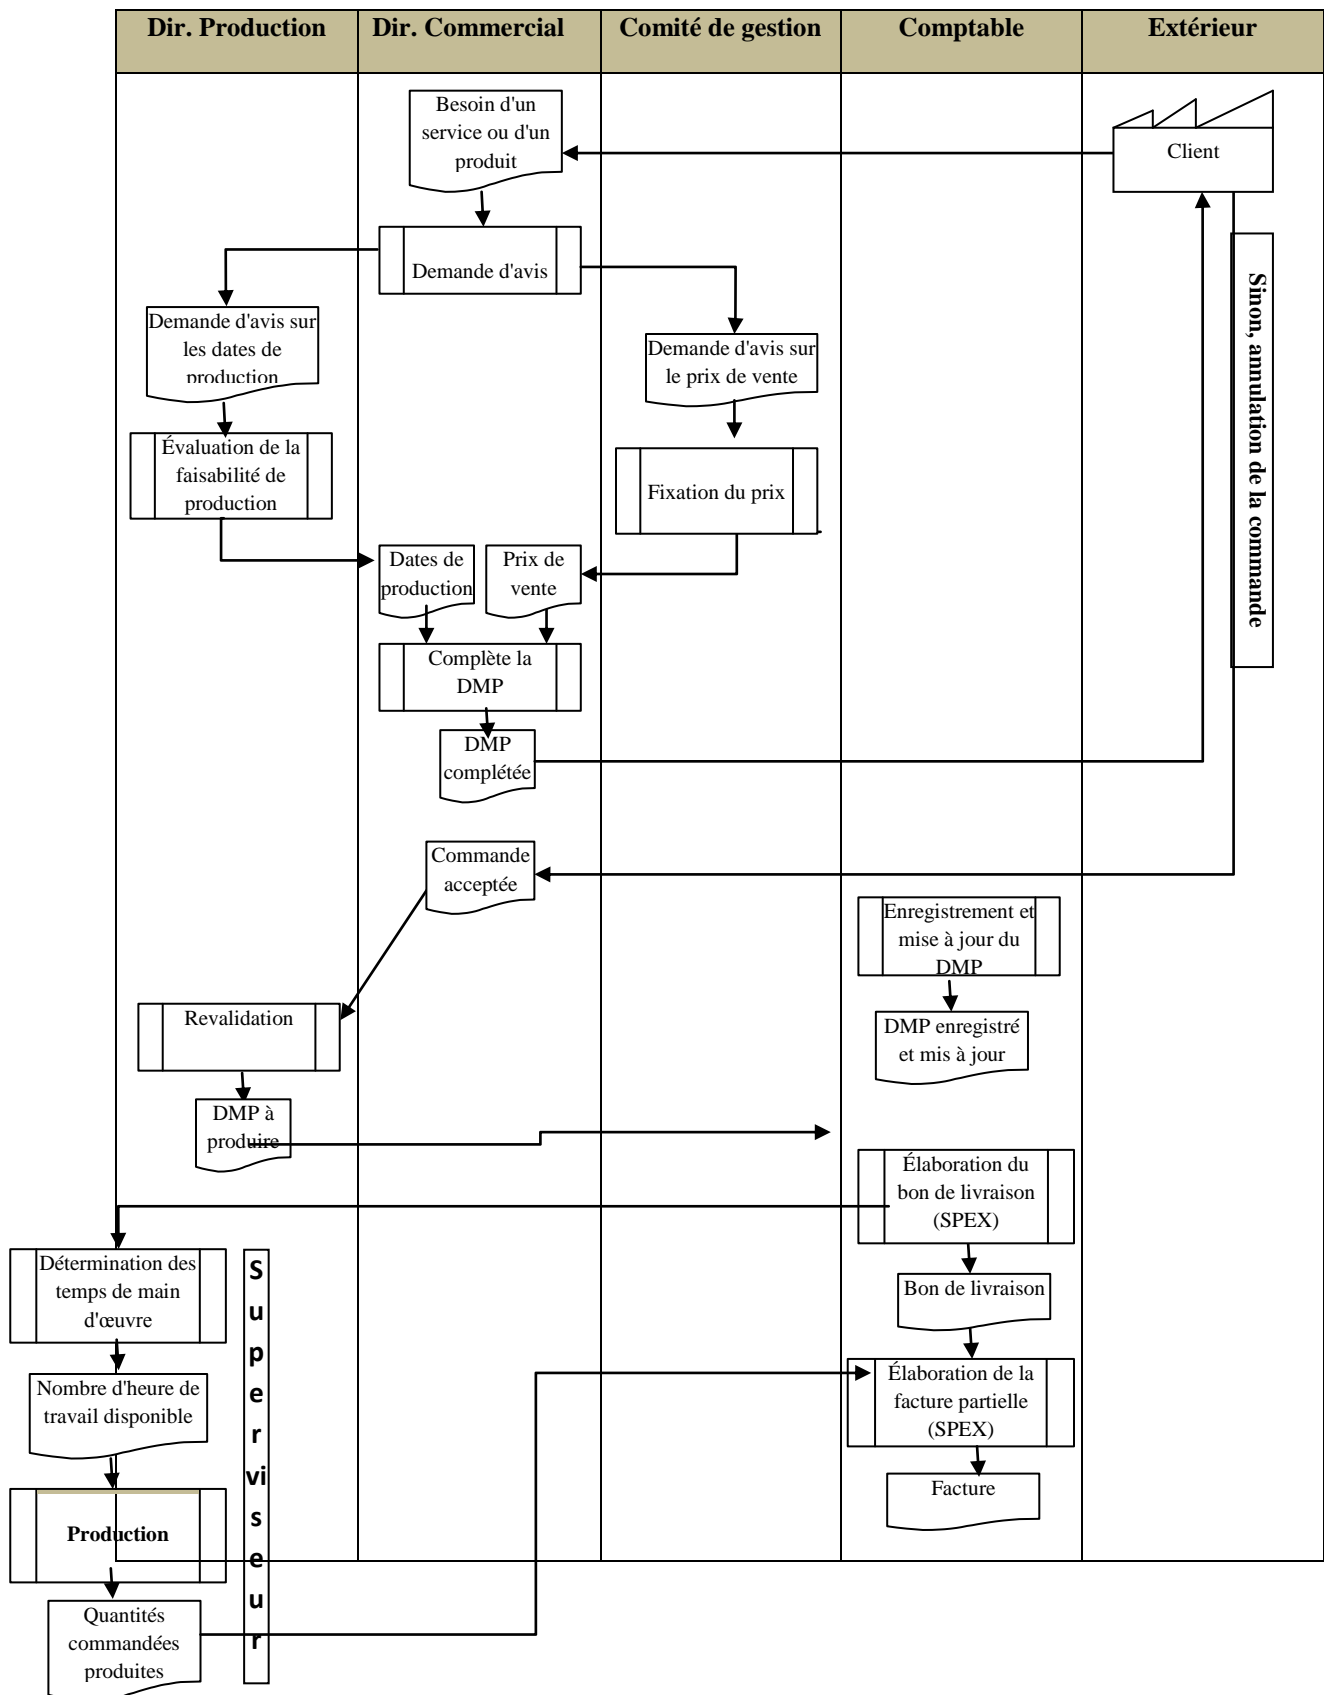 Dir. Production
Dir. Commercial
Comité de gestion
Comptable
Extérieur
Besoin d'un
service ou d'un
produit
Client
Demande d'avis
Sinon, annulation de la commande
Demande d'avis sur
les dates de
production
Demande d'avis sur
le prix de vente
Évaluation de la
faisabilité de
production
Fixation du prix
Dates de
production
Prix de
vente
Complète la
DMP
DMP
complétée
Commande
acceptée
Enregistrement et
mise à jour du
DMP
Revalidation
DMP enregistré
et mis à jour
DMP à
produire
Élaboration du
bon de livraison
(SPEX)
Détermination des
temps de main
d'œuvre
Superviseur
Bon de livraison
Nombre d'heure de
travail disponible
Élaboration de la
facture partielle
(SPEX)
Facture
Production
Quantités
commandées
produites